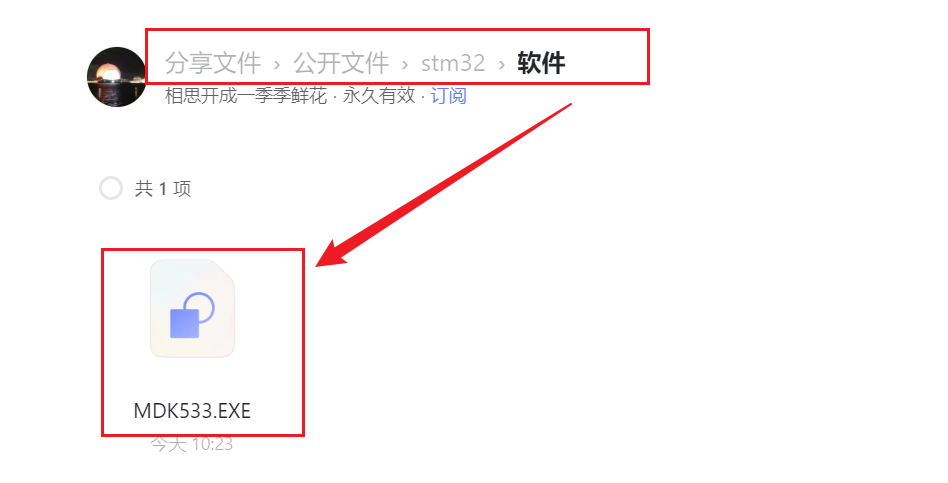 分享文件 › 公开文件 › stm32 › 软件
相思开成一季季鲜花 · 永久有效 · 订阅
共 1 项
MDK533.EXE
今天 10:23